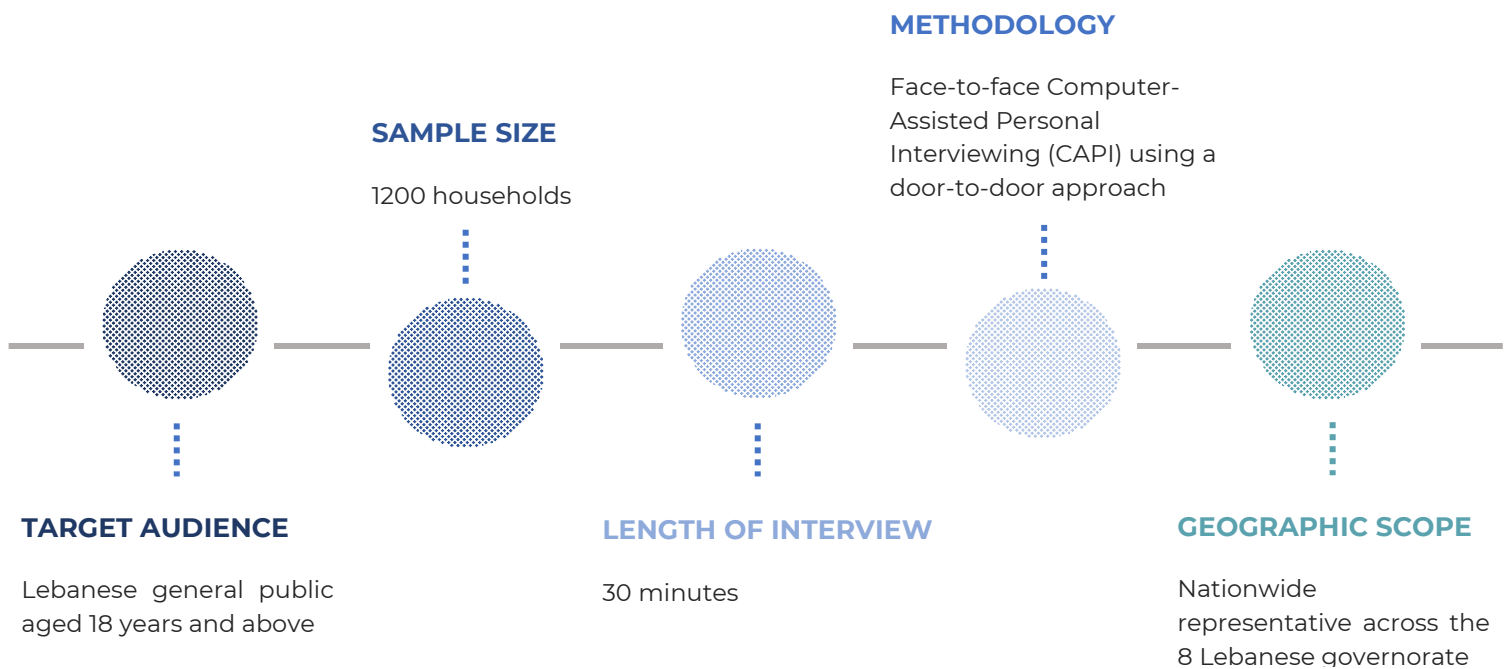 TARGET AUDIENCE
Lebanese general public
aged 18 years and above
SAMPLE SIZE
1200 households
LENGTH OF INTERVIEW
30 minutes
METHODOLOGY
Face-to-face Computer-
Assisted Personal
Interviewing (CAPI) using a
door-to-door approach
GEOGRAPHIC SCOPE
Nationwide
representative across the
8 Lebanese governorate